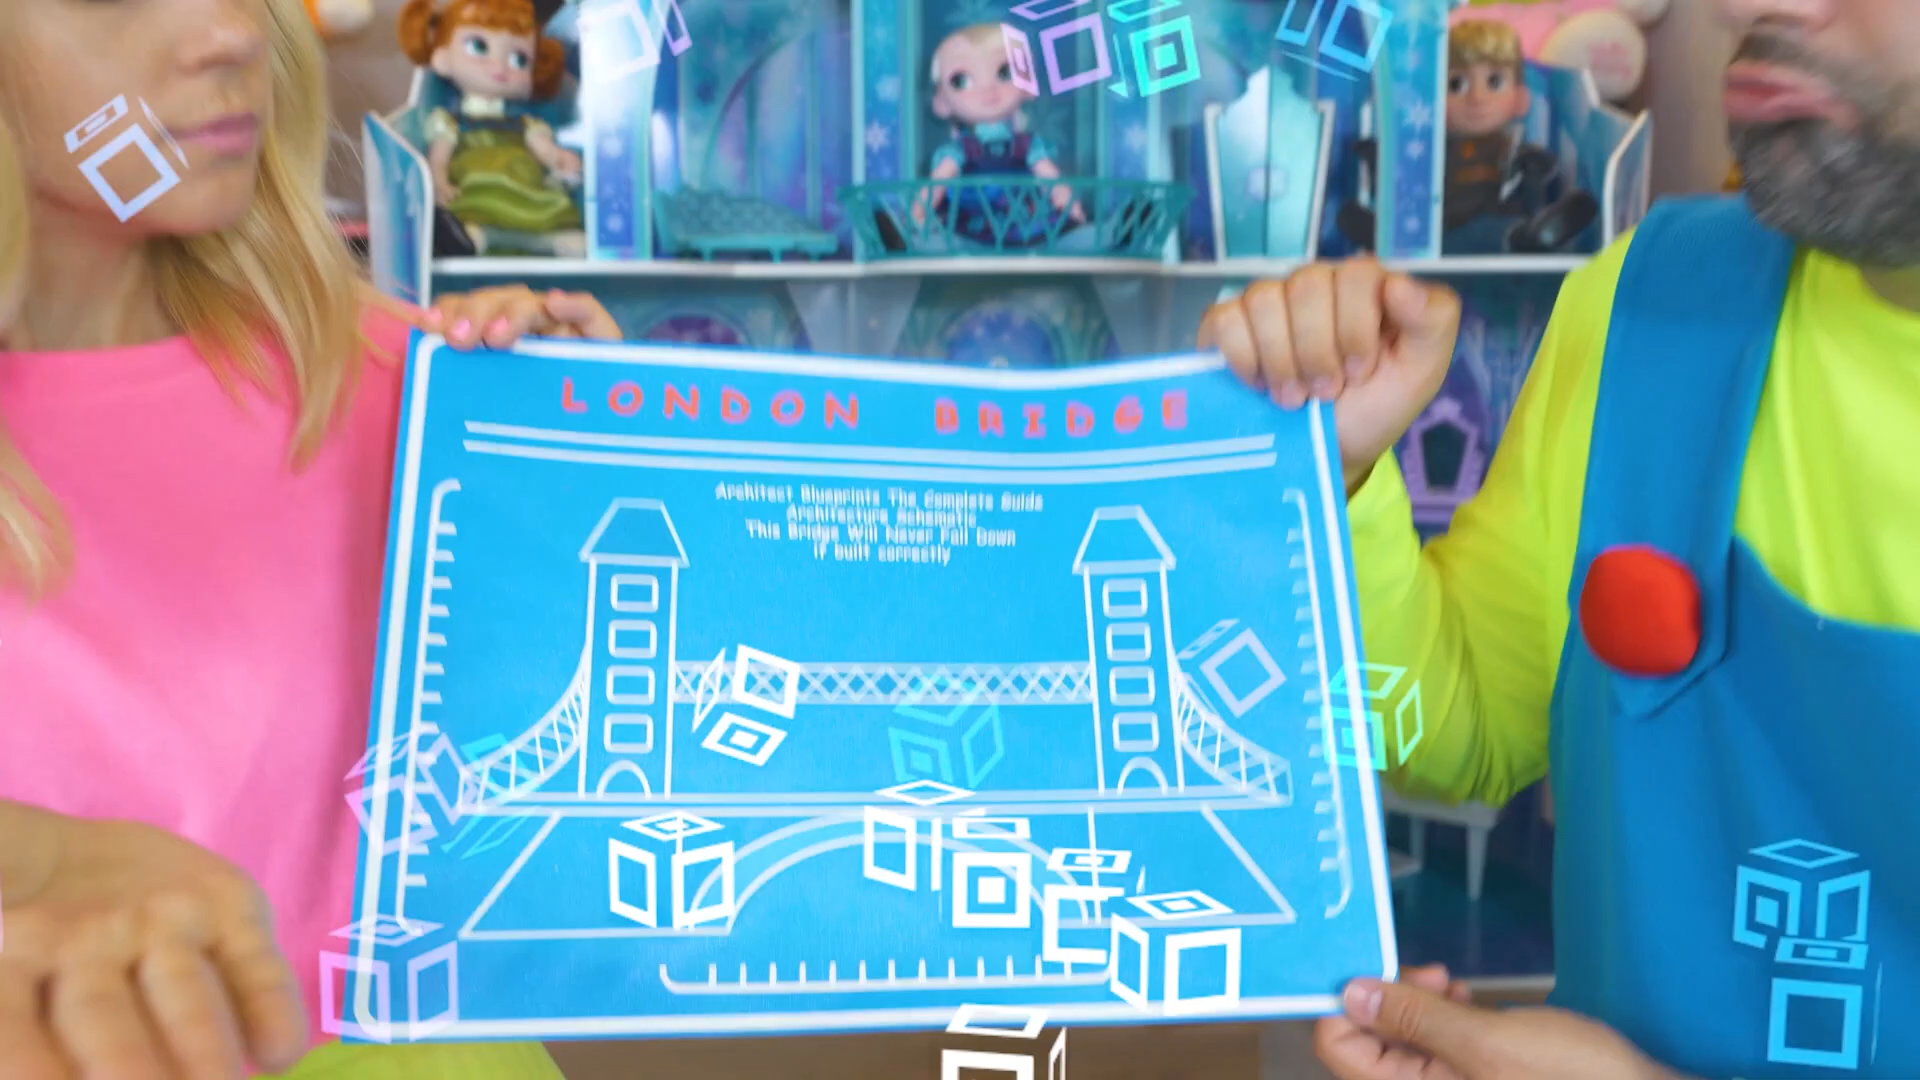 LONDON BRIDGE
Architect Blueprints The Complete Guide
Architecture Schematic
This Bridge Will Never Fall Down
if built correctly